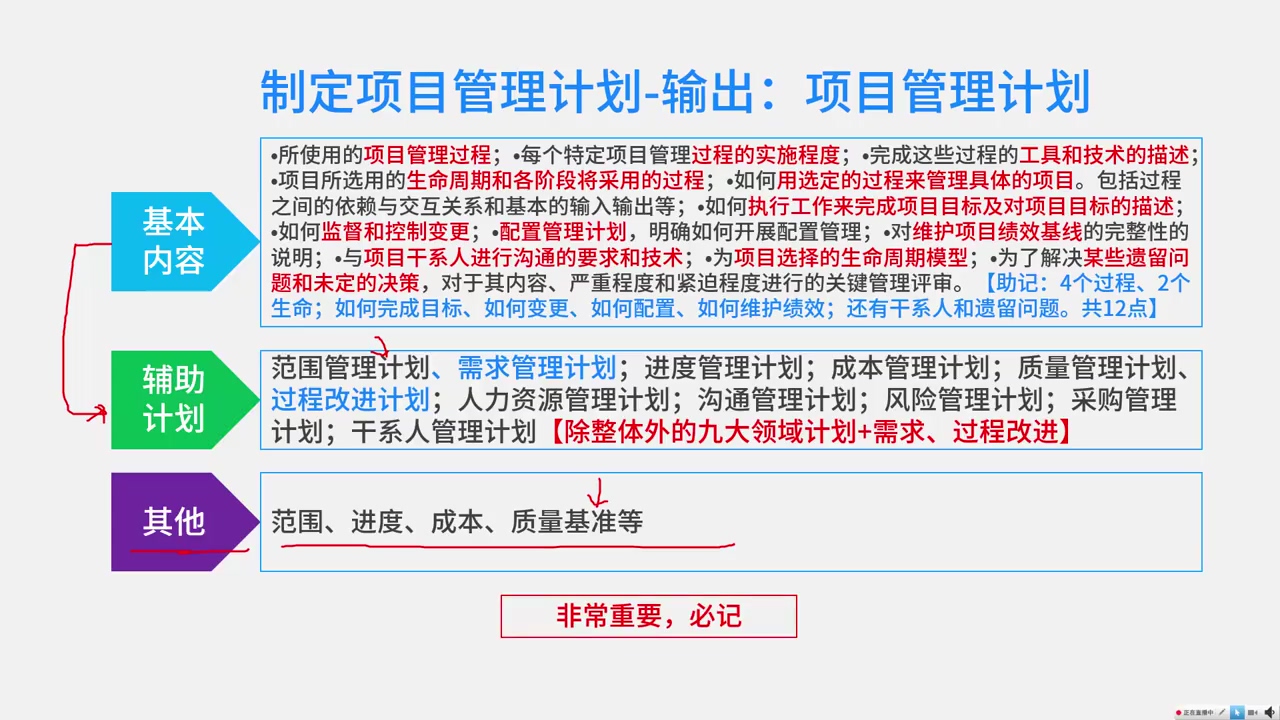 制定项目管理计划-输出：项目管理计划
基本
内容
•所使用的项目管理过程；•每个特定项目管理过程的实施程度；•完成这些过程的工具和技术的描述；
•项目所选用的生命周期和各阶段将采用的过程；•如何用选定的过程来管理具体的项目。包括过程
之间的依赖与交互关系和基本的输入输出等；•如何执行工作来完成项目目标及对项目目标的描述；
•如何监督和控制变更；•配置管理计划，明确如何开展配置管理；•对维护项目绩效基线的完整性的
说明；•与项目干系人进行沟通的要求和技术；•为项目选择的生命周期模型；•为了解决某些遗留问
题和未定的决策，对于其内容、严重程度和紧迫程度进行的关键管理评审。【助记：4个过程、2个
生命；如何完成目标、如何变更、如何配置、如何维护绩效；还有干系人和遗留问题。共12点】
辅助
计划
范围管理计划、需求管理计划；进度管理计划；成本管理计划；质量管理计划、
过程改进计划；人力资源管理计划；沟通管理计划；风险管理计划；采购管理
计划；干系人管理计划【除整体外的九大领域计划+需求、过程改进】
其他
范围、进度、成本、质量基准等
非常重要，必记
正在直播中